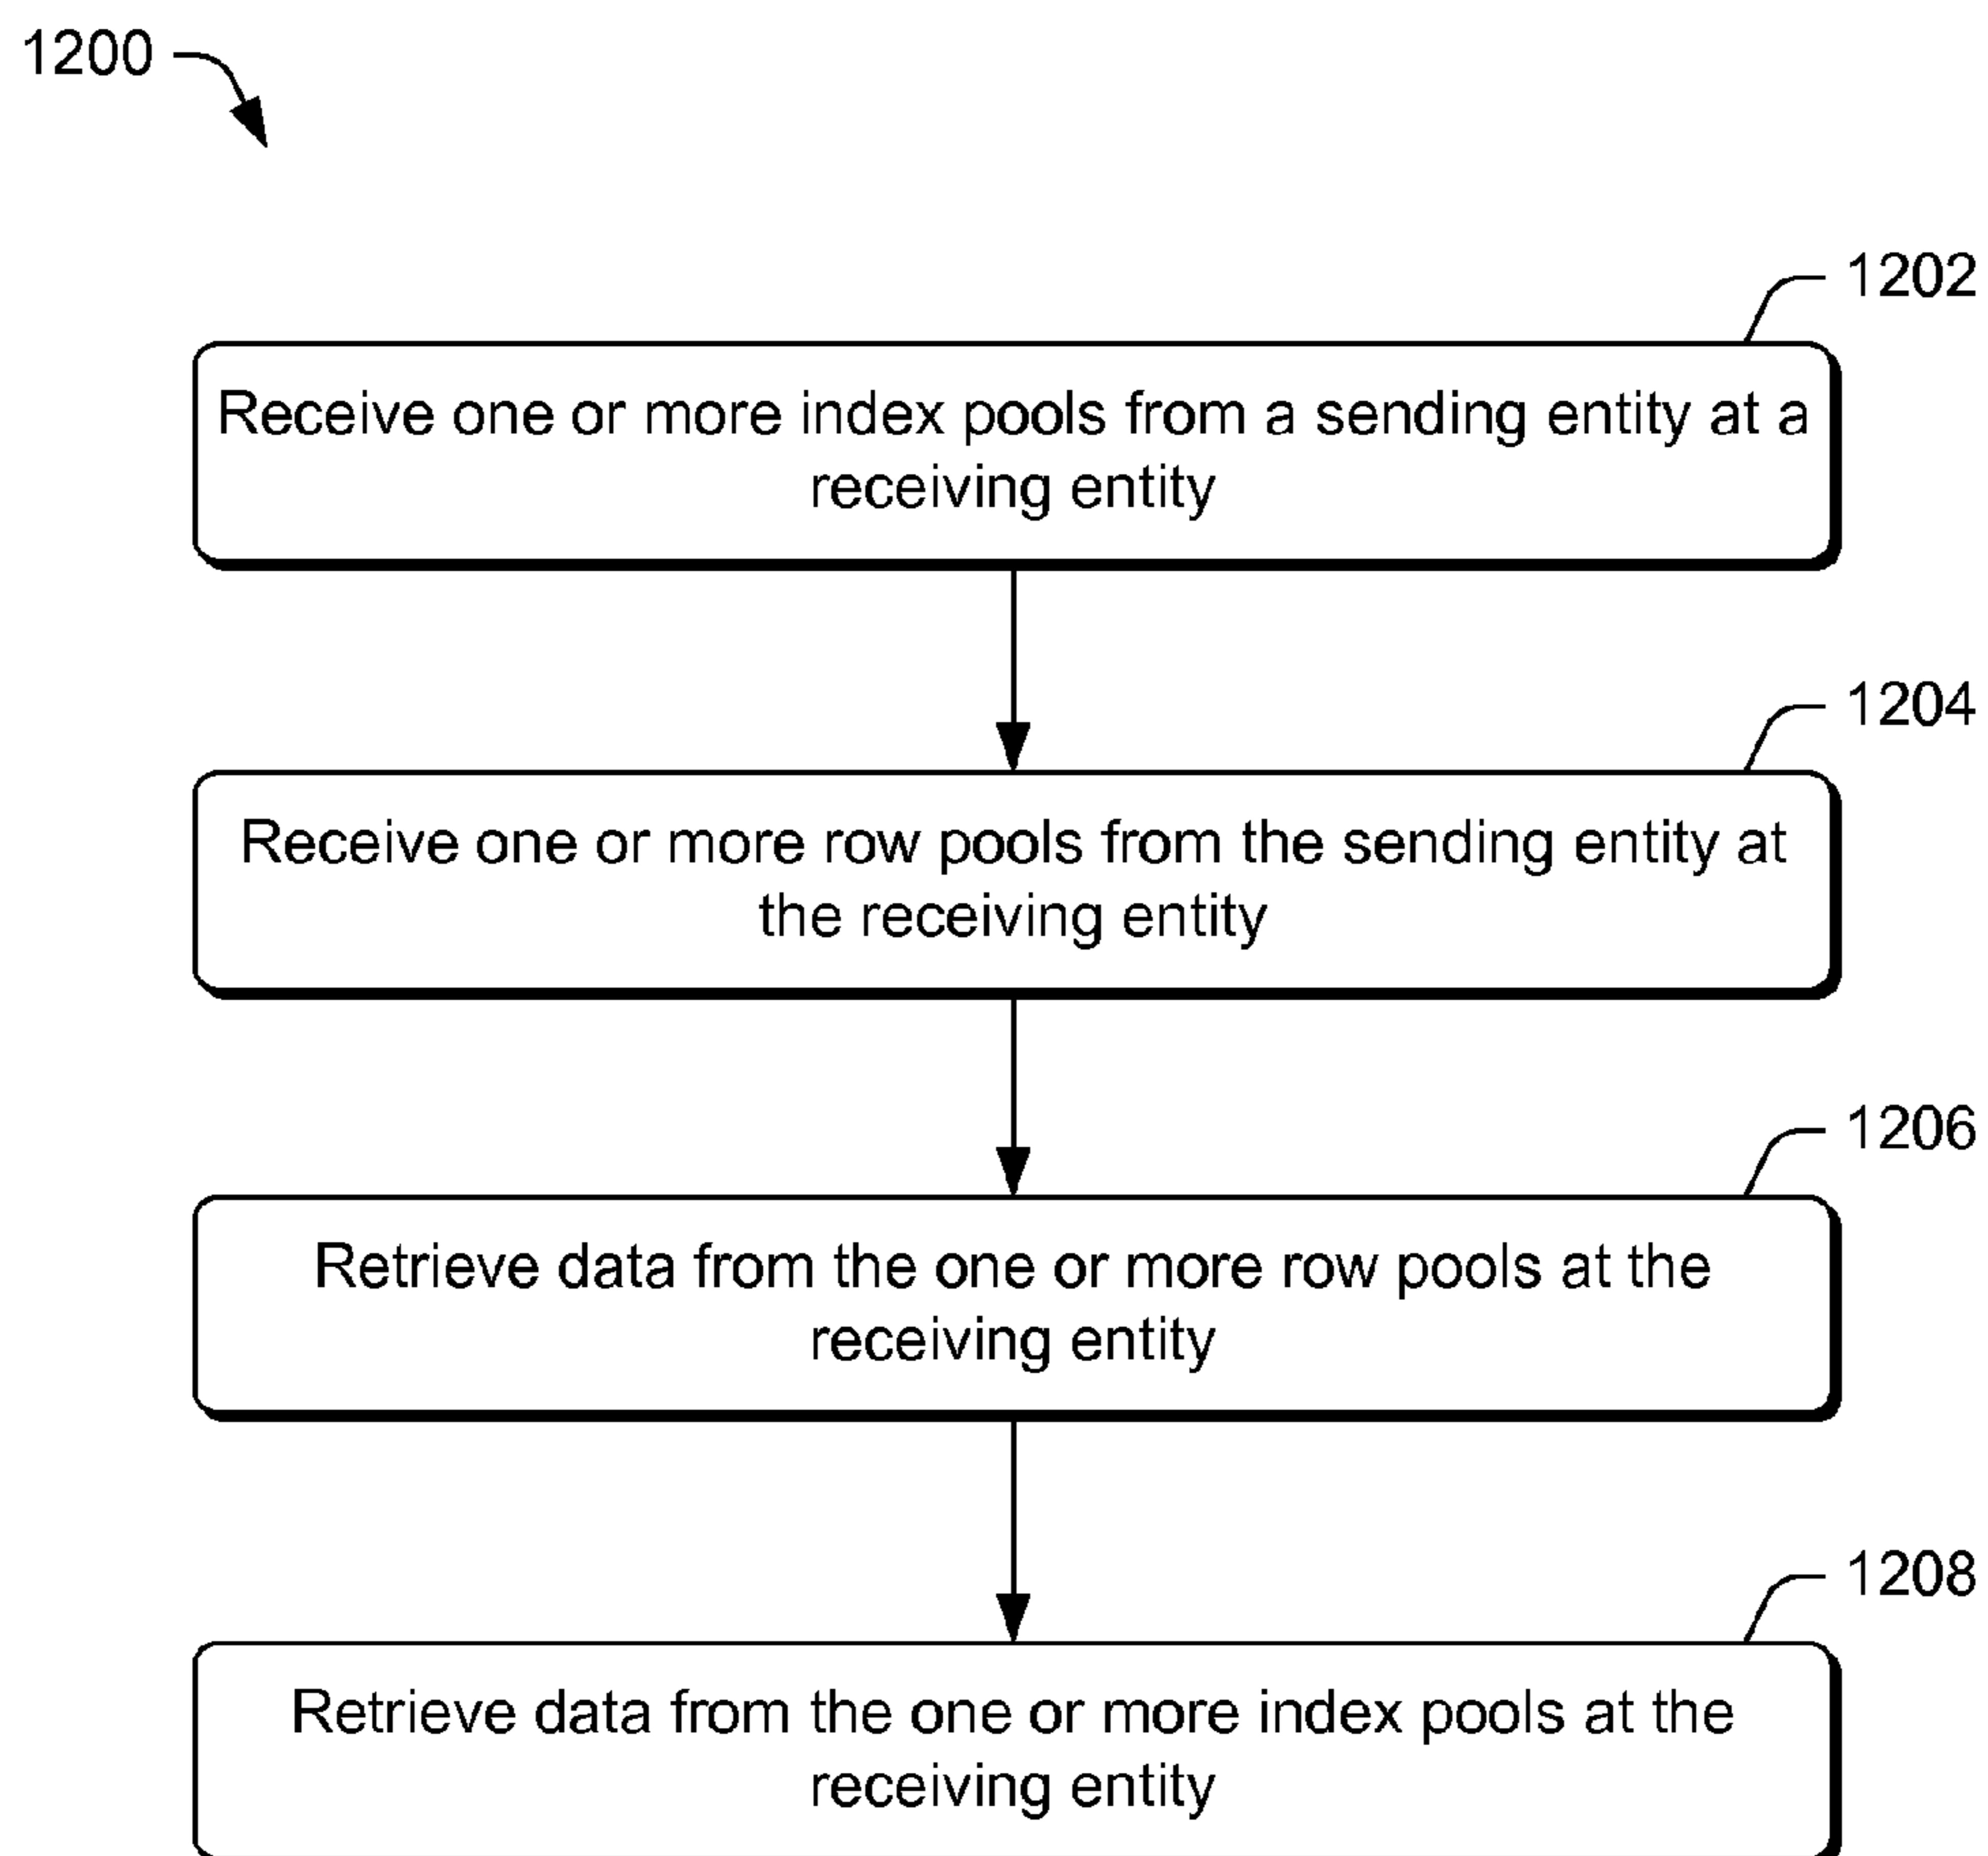 1200
1202
Receive one or more index pools from a sending entity at a
receiving entity
1204
Receive one or more row pools from the sending entity at
the receiving entity
1206
Retrieve data from the one or more row pools at the
receiving entity
1208
Retrieve data from the one or more index pools at the
receiving entity